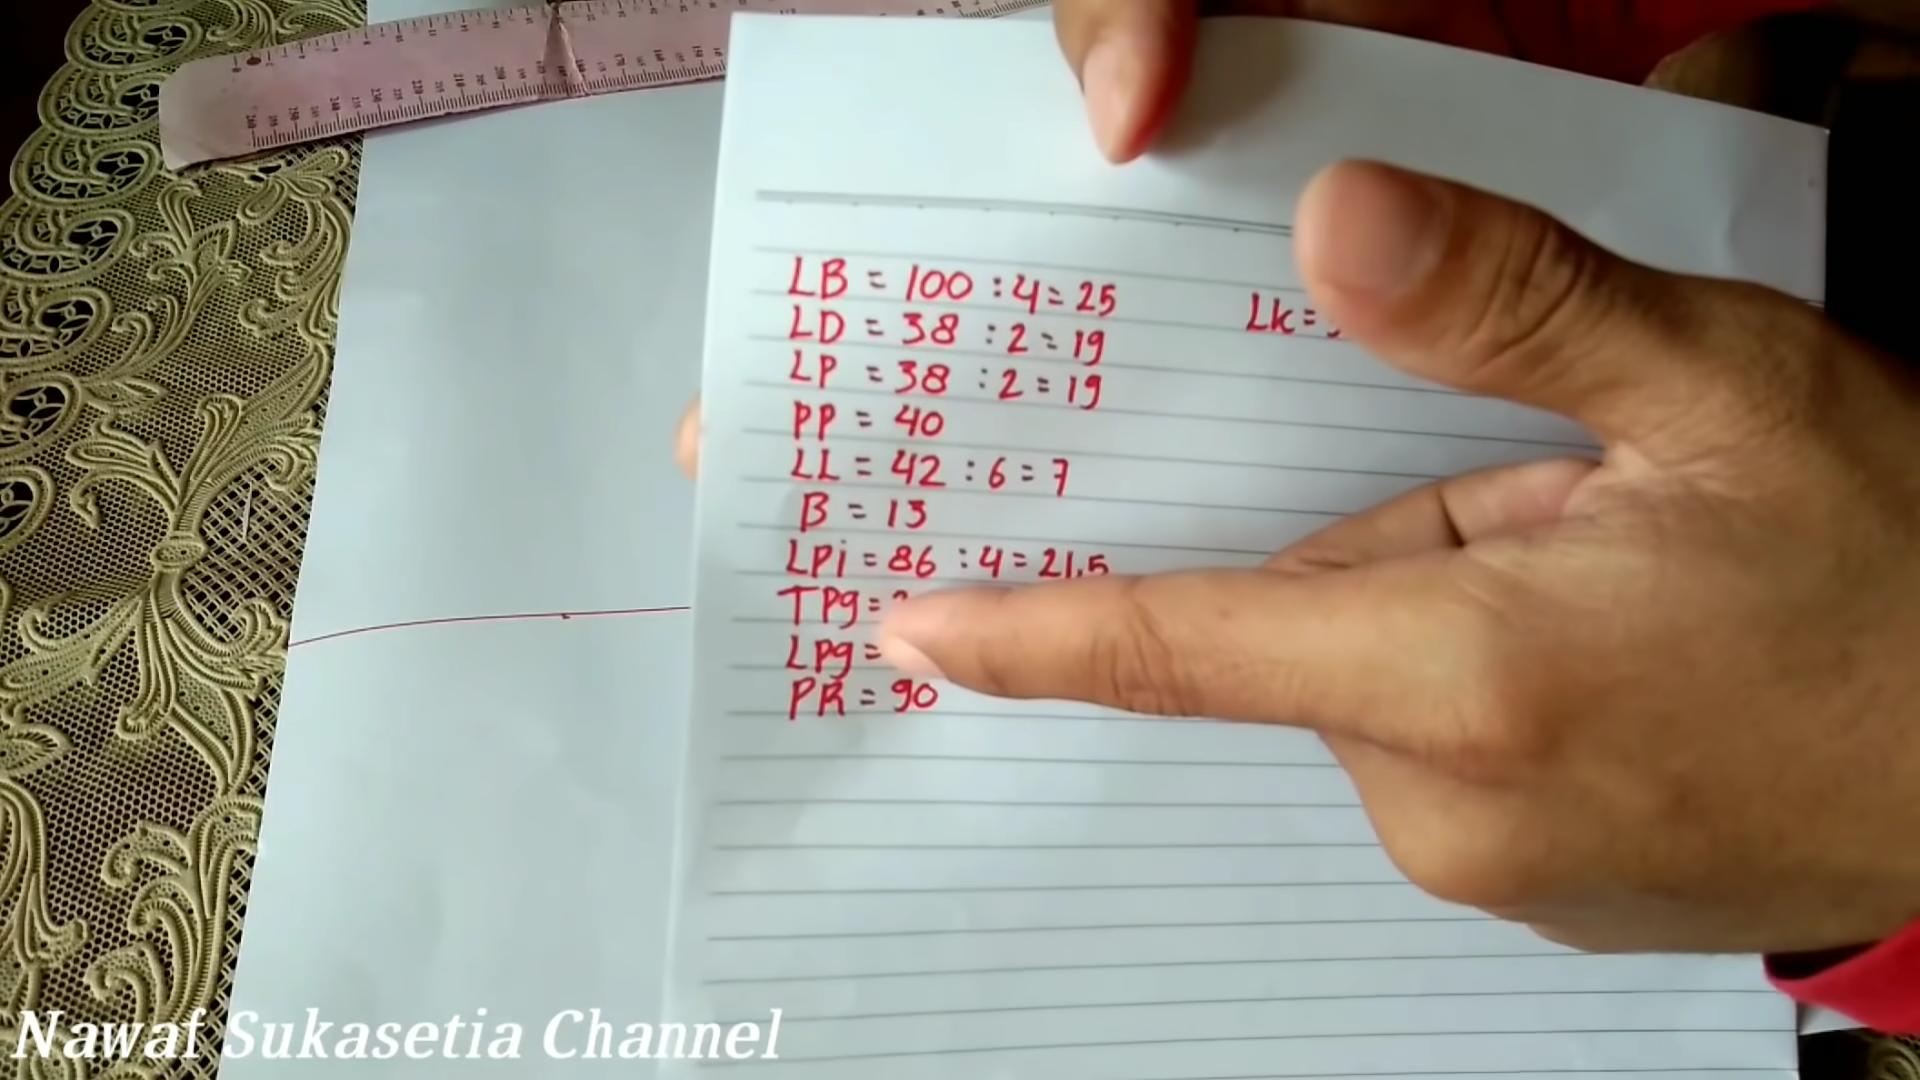 LB = 100 : 4 = 25
LD = 38 : 2 = 19
LP = 38 : 2 = 19
PP = 40
LL = 42 : 6 = 7
B = 13
LPi = 86 : 4 = 21,5
TPg =
Lpg =
PR = 90
Lk =
Nawaf Sukasetia Channel